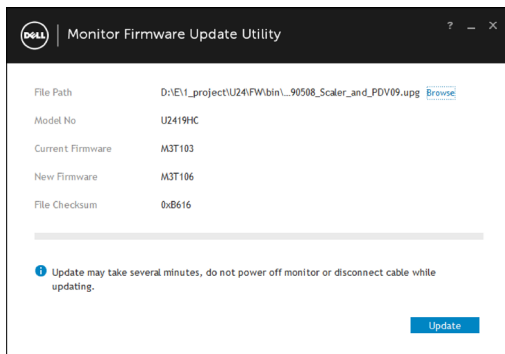 DELL
Monitor Firmware Update Utility
? _ X
File Path D:\E\1_project\U24\FW\bin\...90508_Scaler_and_PDV09.upg Browse
Model No U2419HC
Current Firmware M3T103
New Firmware M3T106
File Checksum 0xB616
Update may take several minutes, do not power off monitor or disconnect cable while
updating.
Update